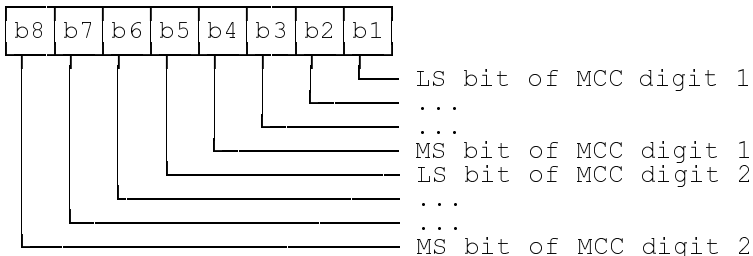 b8 b7 b6 b5 b4 b3 b2 b1
LS bit of MCC digit 1
...
...
MS bit of MCC digit 1
LS bit of MCC digit 2
...
...
MS bit of MCC digit 2